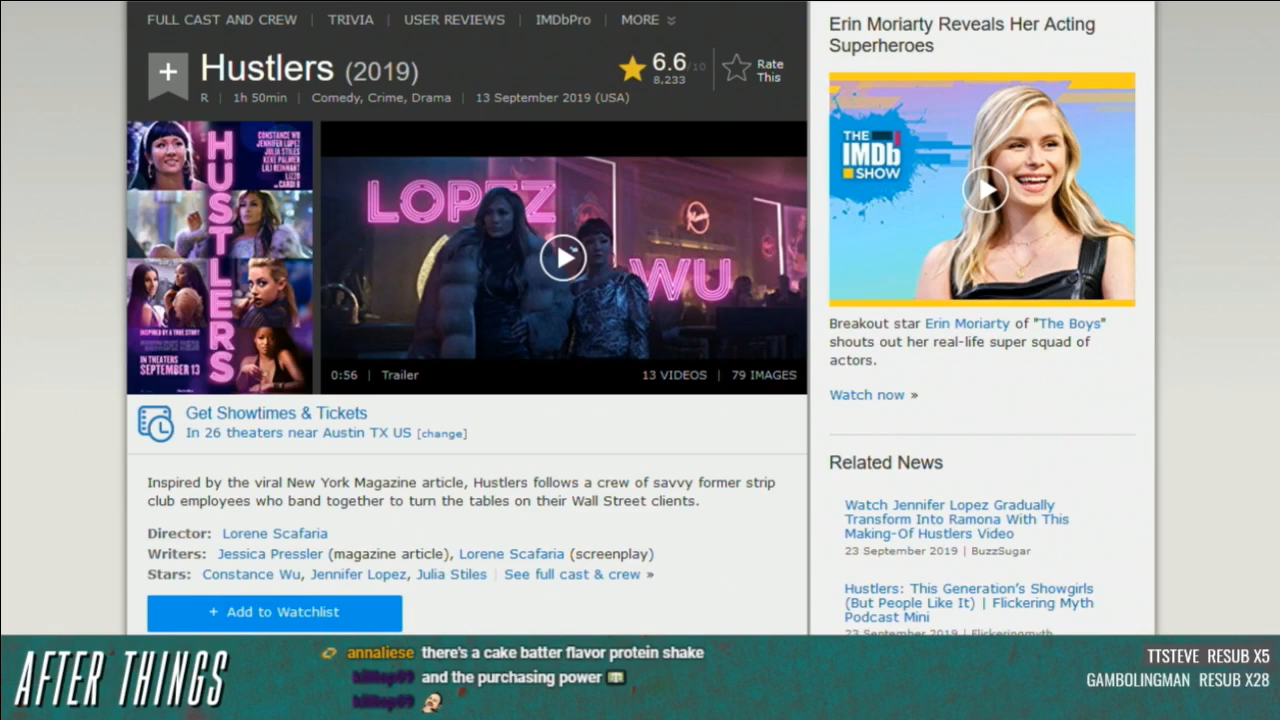 FULL CAST AND CREW | TRIVIA | USER REVIEWS | IMDbPro | MORE
Hustlers (2019)
6.6/10
8,233
Rate
This
R | 1h 50min | Comedy, Crime, Drama | 13 September 2019 (USA)
HUSTLERS
CONSTANCE WU
JENNIFER LOPEZ
JULIA STILES
KEKE PALMER
LILI REINHART
LIZZO
AND CARDI B
INSPIRED BY A TRUE STORY
IN THEATERS
SEPTEMBER 13
LOPEZ
WU
0:56 | Trailer
13 VIDEOS | 79 IMAGES
Get Showtimes & Tickets
In 26 theaters near Austin TX US [change]
Inspired by the viral New York Magazine article, Hustlers follows a crew of savvy former strip
club employees who band together to turn the tables on their Wall Street clients.
Director: Lorene Scafaria
Writers: Jessica Pressler (magazine article), Lorene Scafaria (screenplay)
Stars: Constance Wu, Jennifer Lopez, Julia Stiles | See full cast & crew »
+ Add to Watchlist
Erin Moriarty Reveals Her Acting
Superheroes
THE
IMDb
SHOW
Breakout star Erin Moriarty of "The Boys"
shouts out her real-life super squad of
actors.
Watch now »
Related News
Watch Jennifer Lopez Gradually
Transform Into Ramona With This
Making-Of Hustlers Video
23 September 2019 | BuzzSugar
Hustlers: This Generation's Showgirls
(But People Like It) | Flickering Myth
Podcast Mini
23 September 2019 | Flickeringmyth
AFTER THINGS
annaliese there's a cake batter flavor protein shake
and the purchasing power
TTSTEVE RESUB X5
GAMBOLINGMAN RESUB X28